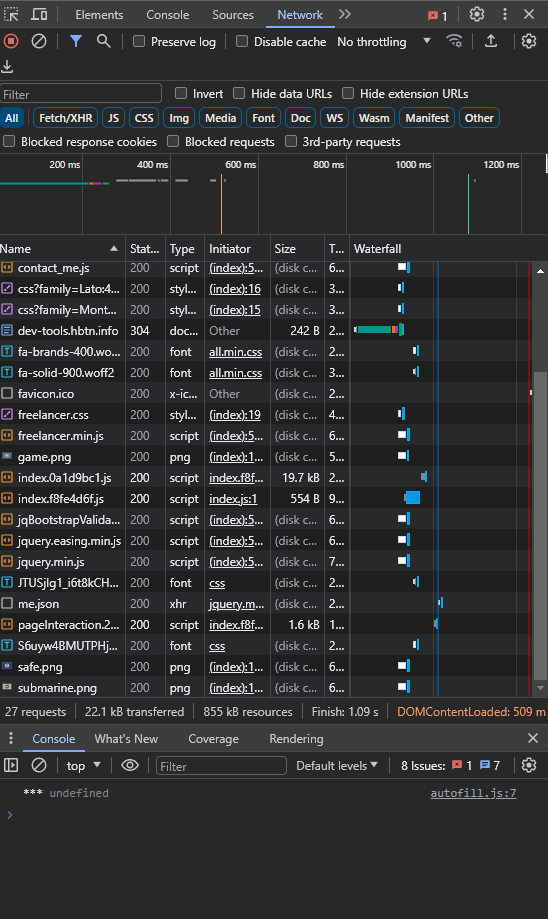 Elements Console Sources Network 1
Preserve log Disable cache No throttling
Filter Invert Hide data URLs Hide extension URLs
All Fetch/XHR JS CSS Img Media Font Doc WS Wasm Manifest Other
Blocked response cookies Blocked requests 3rd-party requests
200 ms 400 ms 600 ms 800 ms 1000 ms 1200 ms
Name Stat... Type Initiator Size T... Waterfall
contact_me.js 200 script (index):5... (disk c... 6...
css?family=Lato:4... 200 styl... (index):16 (disk c... 3...
css?family=Mont... 200 styl... (index):15 (disk c... 3...
dev-tools.hbtn.info 304 doc... Other 242 B 2...
fa-brands-400.wo... 200 font all.min.css (disk c... 2...
fa-solid-900.woff2 200 font all.min.css (disk c... 2...
favicon.ico 200 x-ic... Other (disk c... 2...
freelancer.css 200 styl... (index):19 (disk c... 4...
freelancer.min.js 200 script (index):5... (disk c... 6...
game.png 200 png (index):1... (disk c... 5...
index.0a1d9bc1.js 200 script index.f8f... 19.7 kB 2...
index.f8fe4d6f.js 200 script index.js:1 554 B 9...
jqBootstrapValida... 200 script (index):5... (disk c... 6...
jquery.easing.min.js 200 script (index):5... (disk c... 6...
jquery.min.js 200 script (index):5... (disk c... 7...
JTUSjIg1_i6t8kCH... 200 font css (disk c... 2...
me.json 200 xhr jquery.m... (disk c... 2...
pageInteraction.2... 200 script index.f8f... 1.6 kB 1...
S6uyw4BMUTPHj... 200 font css (disk c... 2...
safe.png 200 png (index):1... (disk c... 6...
submarine.png 200 png (index):1... (disk c... 6...
27 requests 22.1 kB transferred 855 kB resources Finish: 1.09 s DOMContentLoaded: 509 m
Console What's New Coverage Rendering
top Filter Default levels 8 Issues: 1 7
*** undefined autofill.js:7